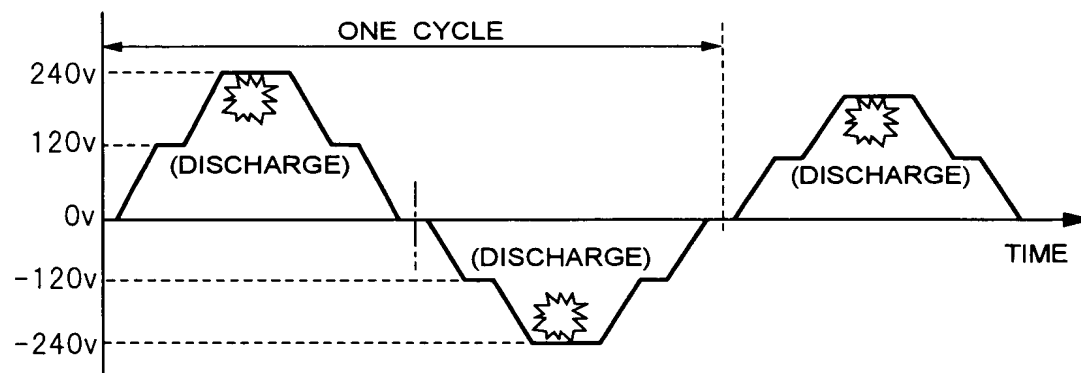 ONE CYCLE
240v
120v
(DISCHARGE)
(DISCHARGE)
0v
(DISCHARGE)
TIME
-120v
-240v